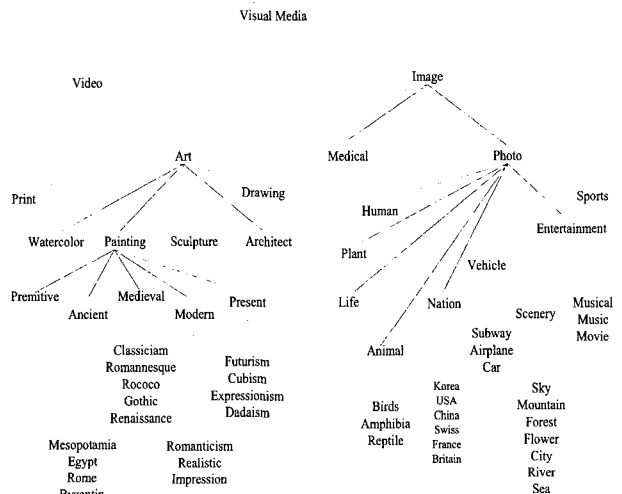 Visual Media
Video
Image
Art
Medical
Photo
Print
Drawing
Sports
Human
Entertainment
Watercolor
Painting
Sculpture
Architect
Plant
Vehicle
Premitive
Ancient
Medieval
Modern
Present
Life
Nation
Scenery
Musical
Music
Movie
Animal
Subway
Airplane
Car
Classiciam
Romannesque
Rococo
Gothic
Renaissance
Futurism
Cubism
Expressionism
Dadaism
Birds
Amphibia
Reptile
Korea
USA
China
Swiss
France
Britain
Sky
Mountain
Forest
Flower
City
River
Sea
Mesopotamia
Egypt
Rome
Romanticism
Realistic
Impression